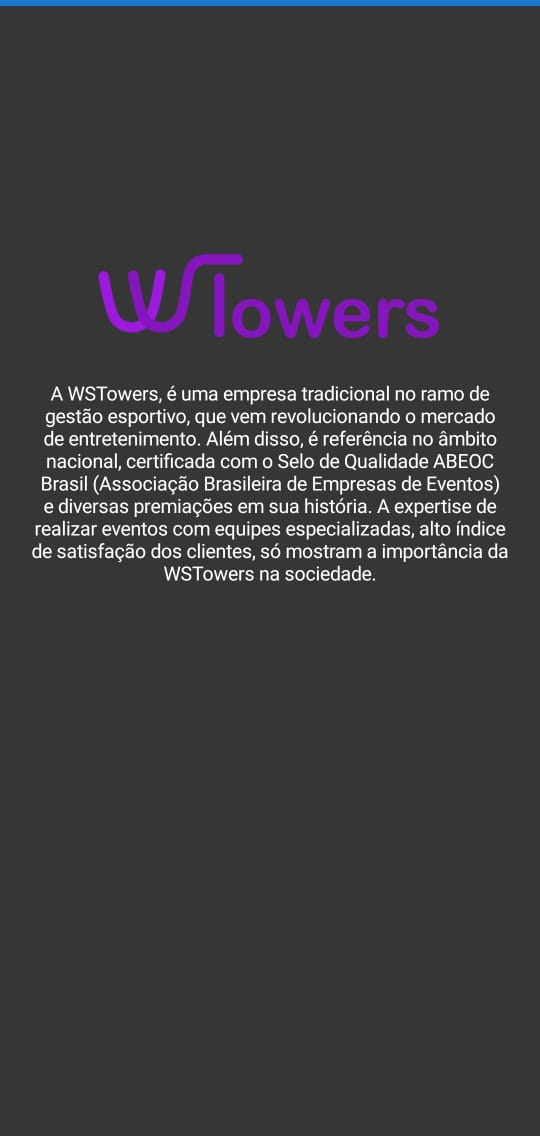 WSTowers
A WSTowers, é uma empresa tradicional no ramo de
gestão esportivo, que vem revolucionando o mercado
de entretenimento. Além disso, é referência no âmbito
nacional, certificada com o Selo de Qualidade ABEOC
Brasil (Associação Brasileira de Empresas de Eventos)
e diversas premiações em sua história. A expertise de
realizar eventos com equipes especializadas, alto índice
de satisfação dos clientes, só mostram a importância da
WSTowers na sociedade.